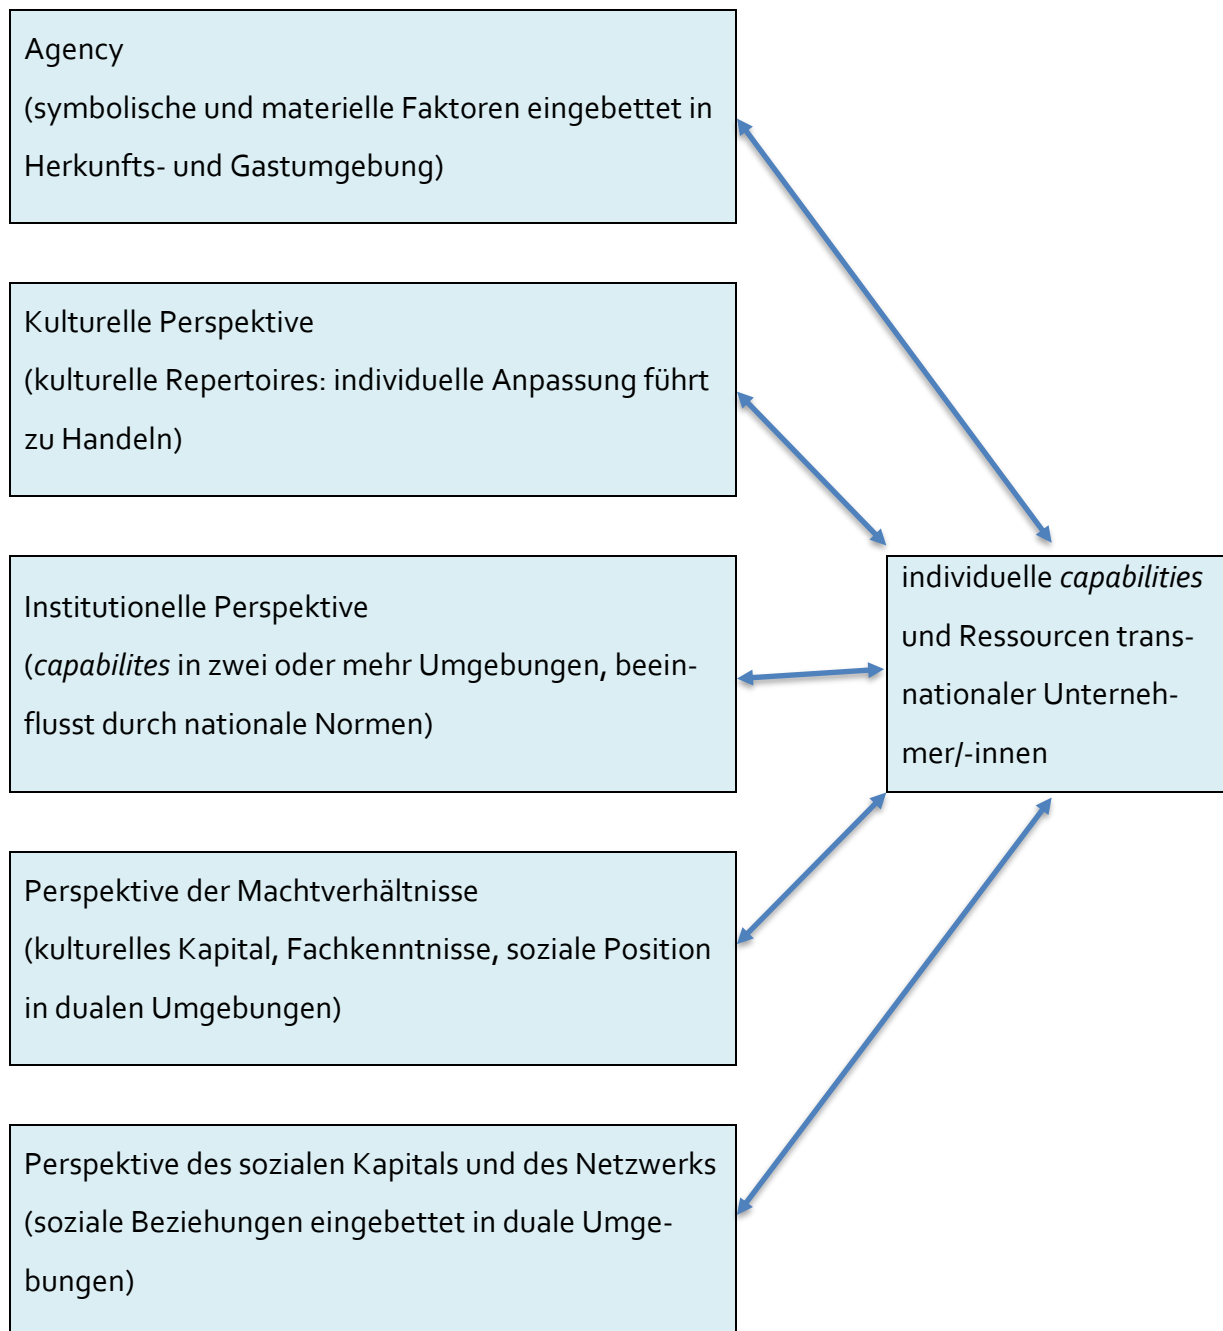 Agency
(symbolische und materielle Faktoren eingebettet in
Herkunfts- und Gastumgebung)
Kulturelle Perspektive
(kulturelle Repertoires: individuelle Anpassung führt
zu Handeln)
Institutionelle Perspektive
(capabilites in zwei oder mehr Umgebungen, beein-
flusst durch nationale Normen)
individuelle capabilities
und Ressourcen trans-
nationaler Unterneh-
mer/-innen
Perspektive der Machtverhältnisse
(kulturelles Kapital, Fachkenntnisse, soziale Position
in dualen Umgebungen)
Perspektive des sozialen Kapitals und des Netzwerks
(soziale Beziehungen eingebettet in duale Umge-
bungen)